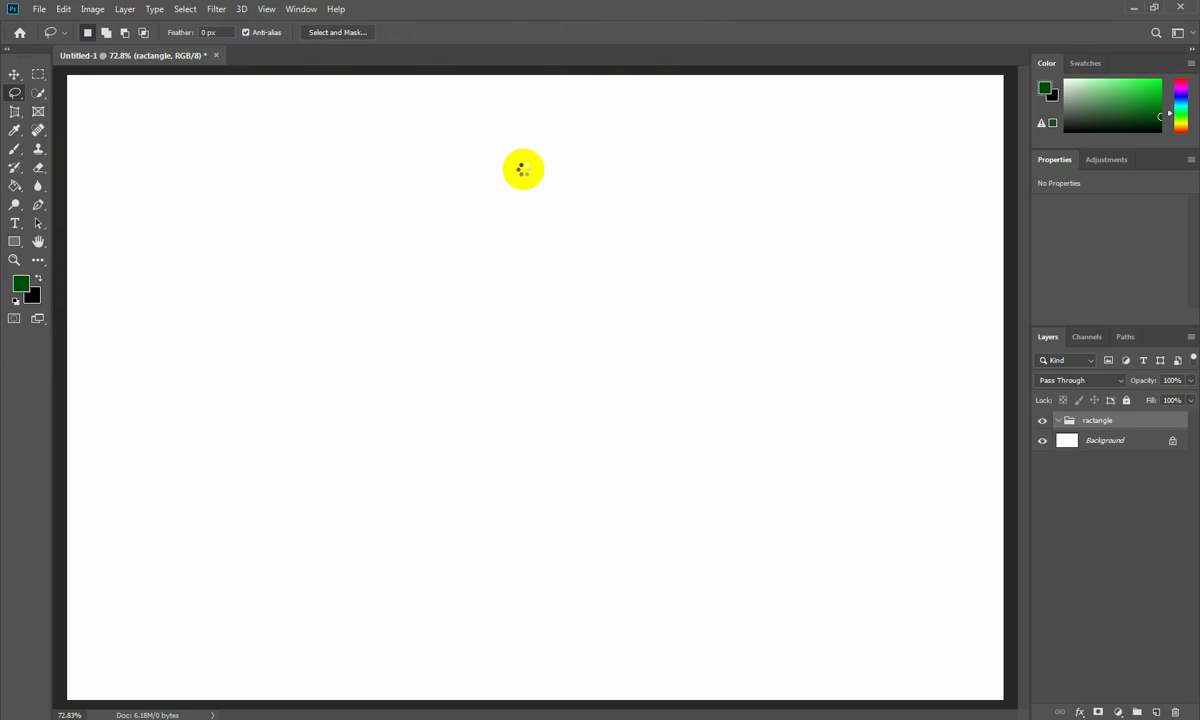 Ps File Edit Image Layer Type Select Filter 3D View Window Help
Feather: 0 px Anti-alias Select and Mask...
Untitled-1 @ 72.8% (ractangle, RGB/8) *
Color Swatches
Properties Adjustments
No Properties
Layers Channels Paths
Kind
Pass Through Opacity: 100%
Lock: Fill: 100%
ractangle
Background
72.83% Doc: 6.18M/0 bytes